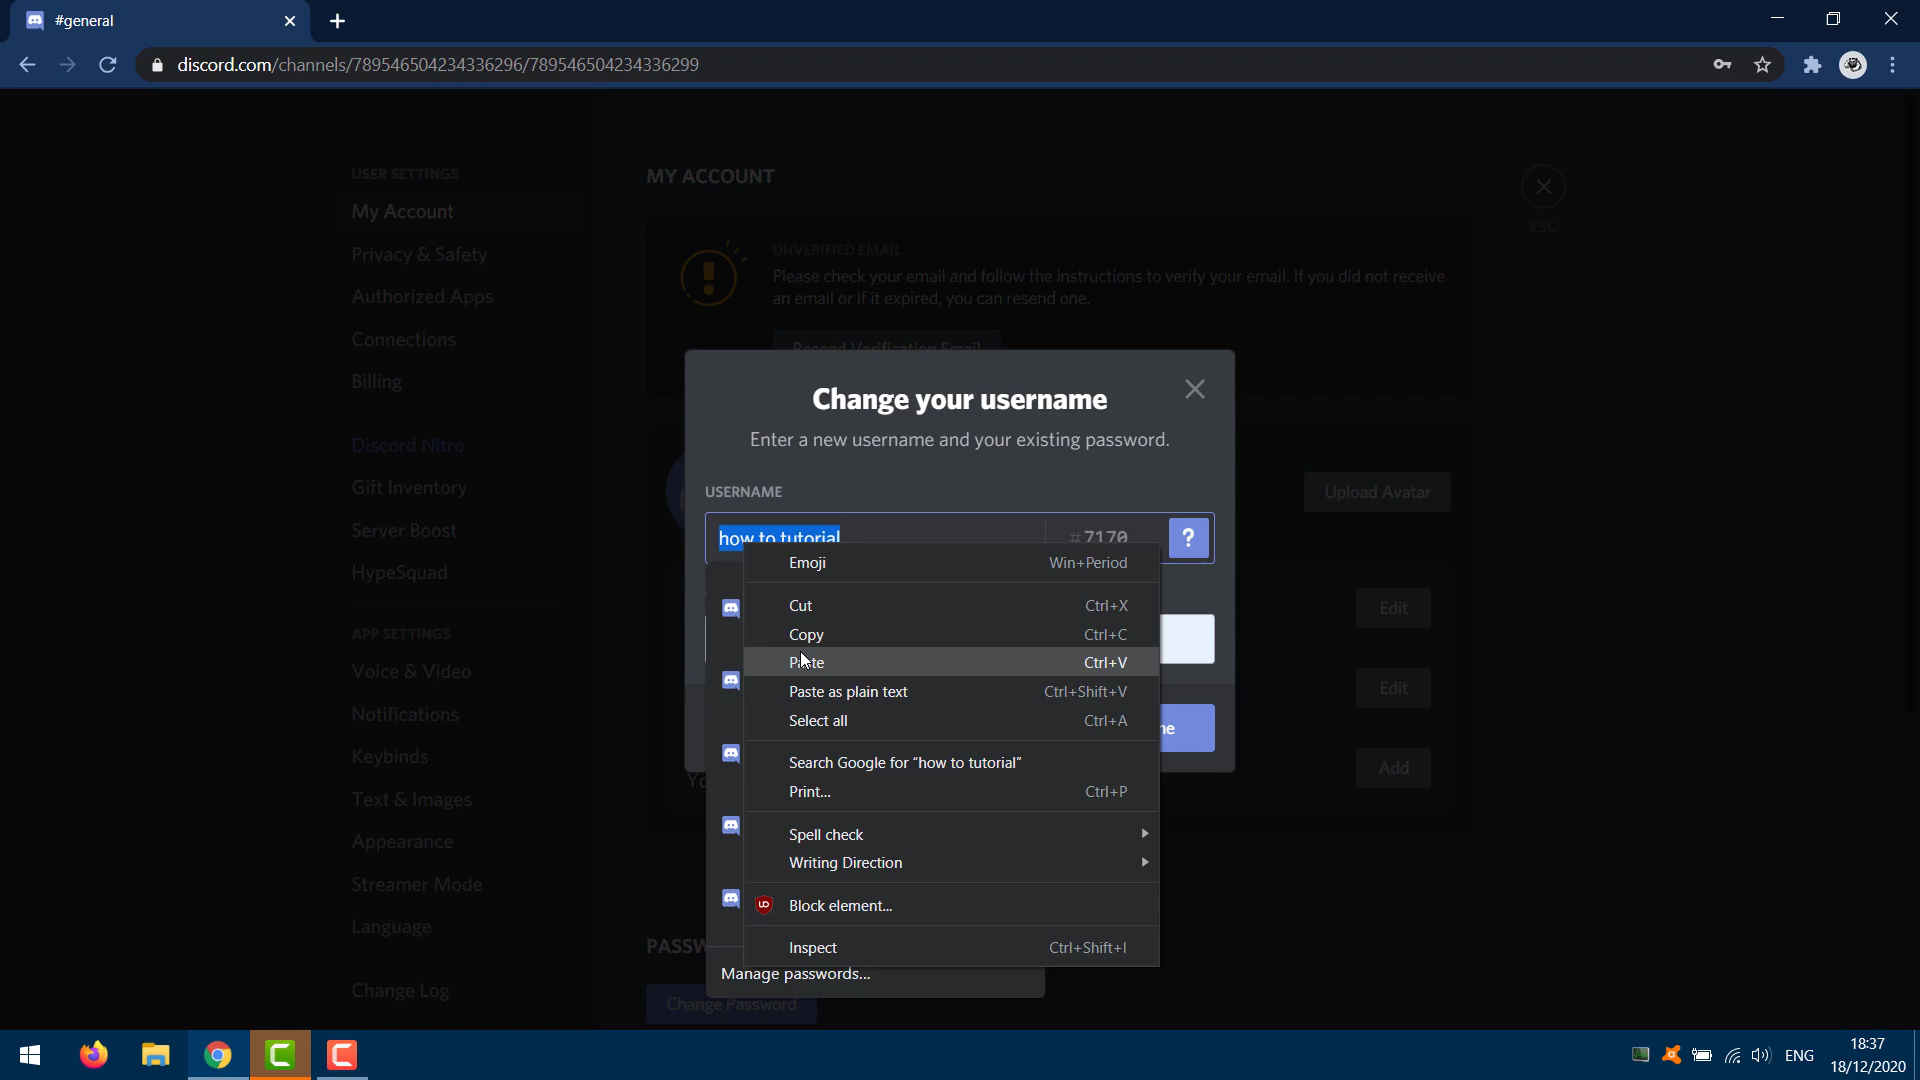 #general
discord.com/channels/789546504234336296/789546504234336299
USER SETTINGS
My Account
Privacy & Safety
Authorized Apps
Connections
Billing
Discord Nitro
Gift Inventory
Server Boost
HypeSquad
APP SETTINGS
Voice & Video
Notifications
Keybinds
Text & Images
Appearance
Streamer Mode
Language
Change Log
MY ACCOUNT
ESC
UNVERIFIED EMAIL
Please check your email and follow the instructions to verify your email. If you did not receive
an email or if it expired, you can resend one.
Resend Verification Email
Upload Avatar
Edit
Edit
Add
Change your username
Enter a new username and your existing password.
USERNAME
how to tutorial
#7170
?
Emoji Win+Period
Cut Ctrl+X
Copy Ctrl+C
Paste Ctrl+V
Paste as plain text Ctrl+Shift+V
Select all Ctrl+A
Search Google for “how to tutorial”
Print... Ctrl+P
Spell check
Writing Direction
Block element...
Inspect Ctrl+Shift+I
Manage passwords...
Change Password
ENG
18:37
18/12/2020